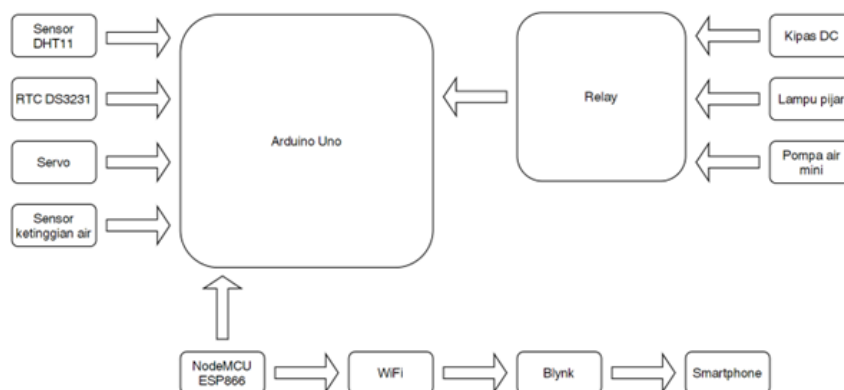 Sensor
DHT11
RTC DS3231
Servo
Sensor
ketinggian air
Arduino Uno
Relay
Kipas DC
Lampu pijar
Pompa air
mini
NodeMCU
ESP866
WiFi
Blynk
Smartphone